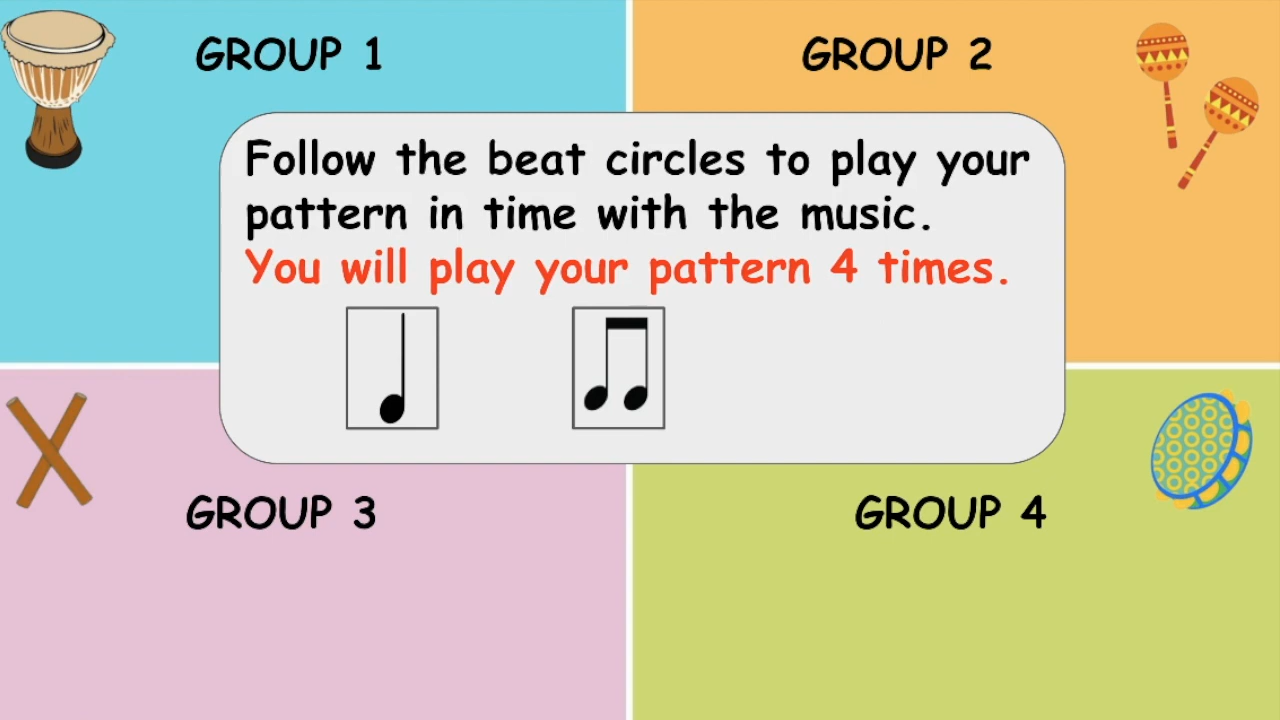 GROUP 1
GROUP 2
Follow the beat circles to play your
pattern in time with the music.
You will play your pattern 4 times.
GROUP 3
GROUP 4